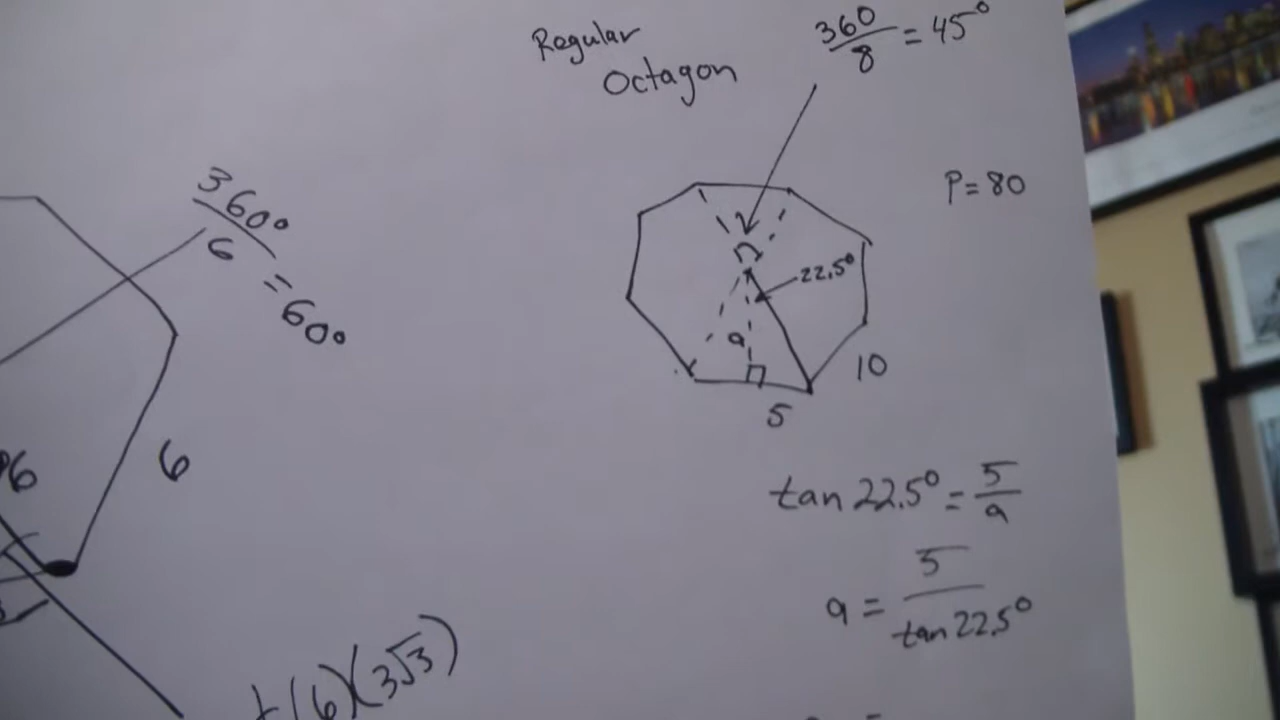 Regular
Octagon
360/8 = 45°
P = 80
22.5°
a
10
5
tan 22.5° = 5/a
a = 5/tan 22.5°
360°/6 = 60°
6
6
(6)(3√3)